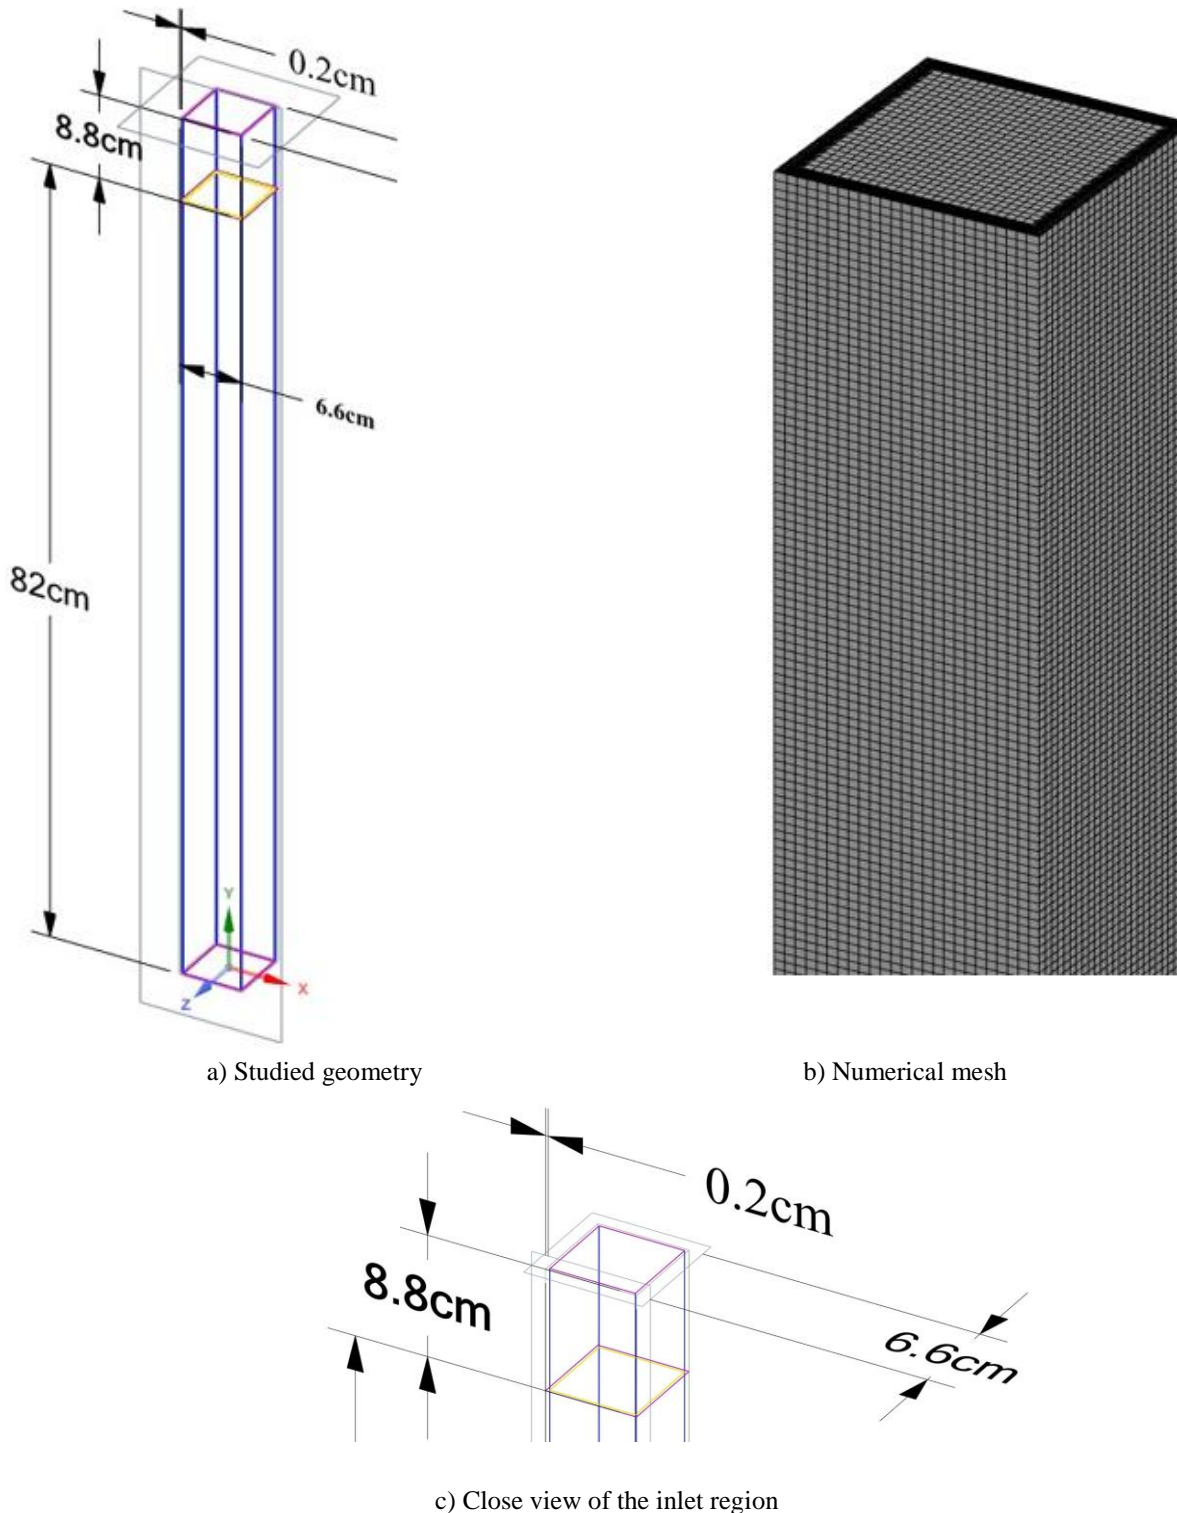 0.2cm
8.8cm
6.6cm
82cm
Y
X
Z
a) Studied geometry
b) Numerical mesh
0.2cm
8.8cm
6.6cm
c) Close view of the inlet region